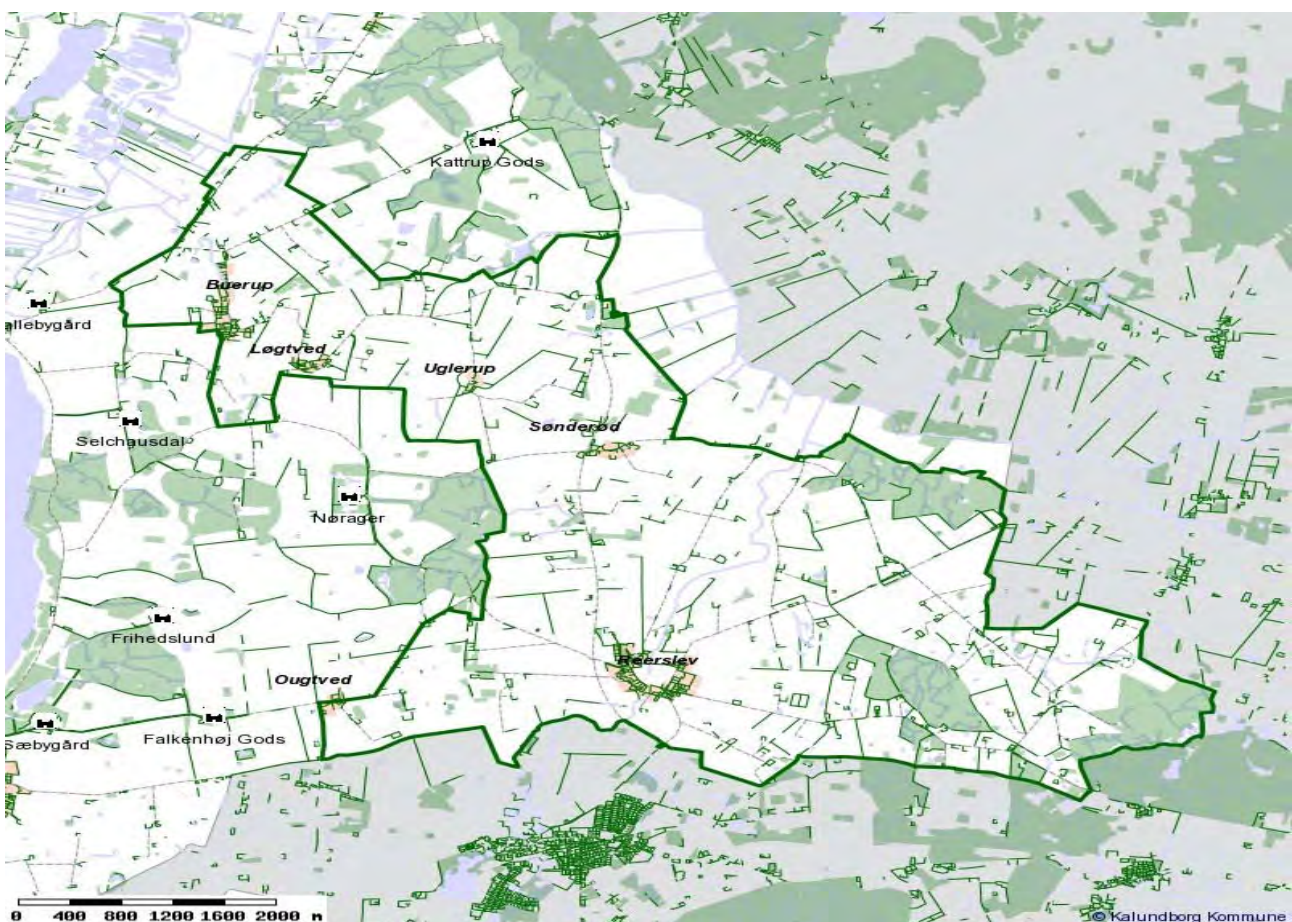 Kattrup Gods
Buerup
allebygård
Løgtved
Uglerup
Selchausdal
Sønderød
Nørager
Frihedslund
Reerslev
Ougtved
Sæbygård
Falkenhøj Gods
0 400 800 1200 1600 2000 m
© Kalundborg Kommune